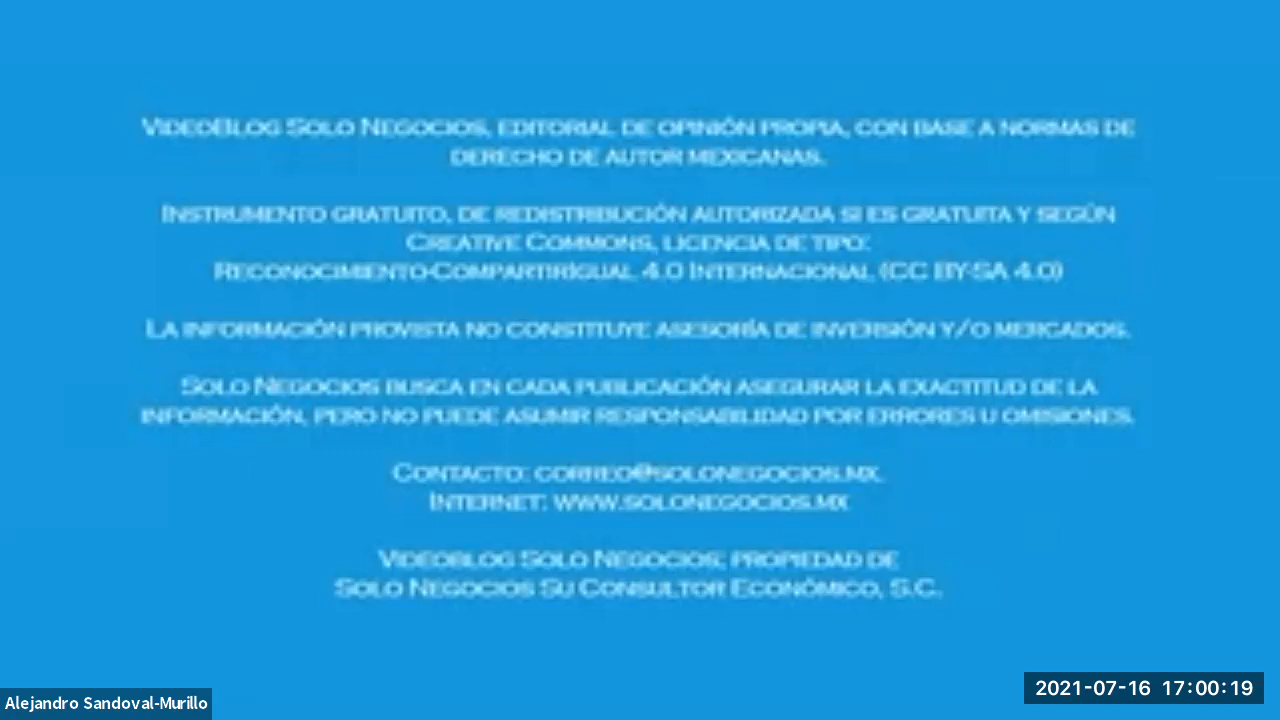 VideoBlog Solo Negocios, editorial de opinión propia, con base a normas de
derecho de autor mexicanas.
Instrumento gratuito, de redistribución autorizada si es gratuita y según
Creative Commons, licencia de tipo:
Reconocimiento-CompartirIgual 4.0 Internacional (CC BY-SA 4.0)
La información provista no constituye asesoría de inversión y/o mercados.
Solo Negocios busca en cada publicación asegurar la exactitud de la
información, pero no puede asumir responsabilidad por errores u omisiones.
Contacto: correo@solonegocios.mx.
Internet: www.solonegocios.mx
Videoblog Solo Negocios; propiedad de
Solo Negocios Su Consultor Económico, S.C.
Alejandro Sandoval-Murillo
2021-07-16 17:00:19